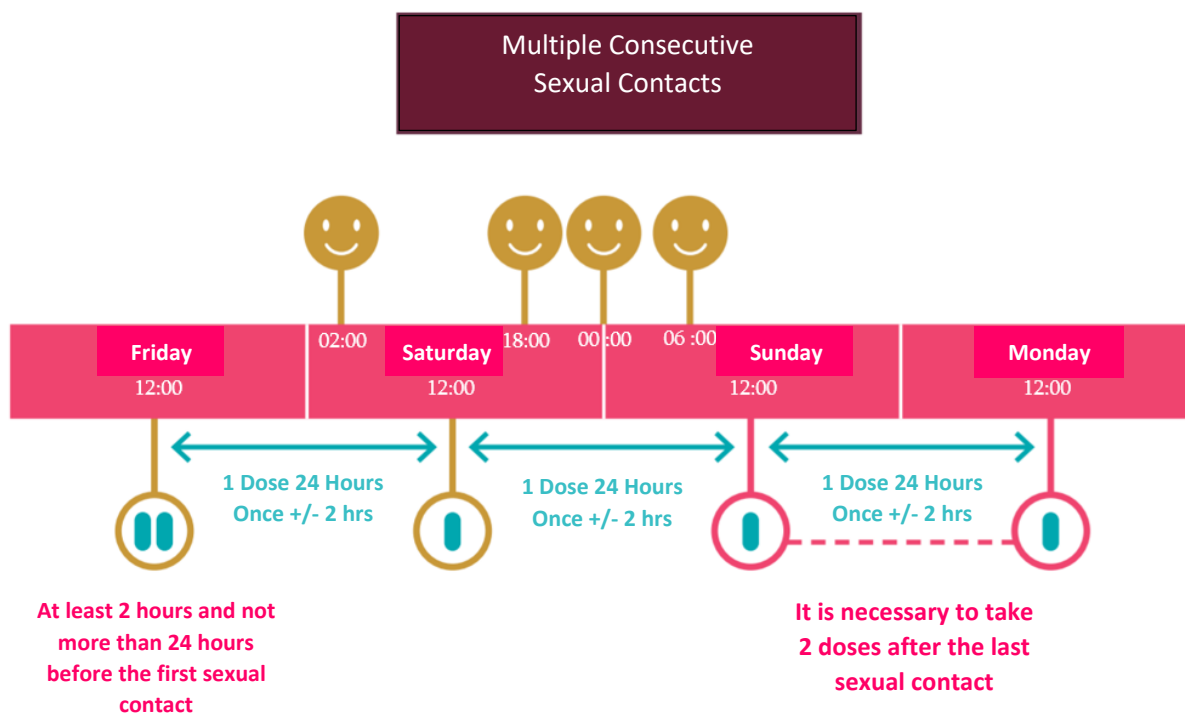 Multiple Consecutive
Sexual Contacts
02:00
18:00
00:00
06 :00
Friday
Saturday
Sunday
Monday
12:00
12:00
12:00
12:00
1 Dose 24 Hours
Once +/- 2 hrs
1 Dose 24 Hours
Once +/- 2 hrs
1 Dose 24 Hours
Once +/- 2 hrs
At least 2 hours and not
more than 24 hours
before the first sexual
contact
It is necessary to take
2 doses after the last
sexual contact